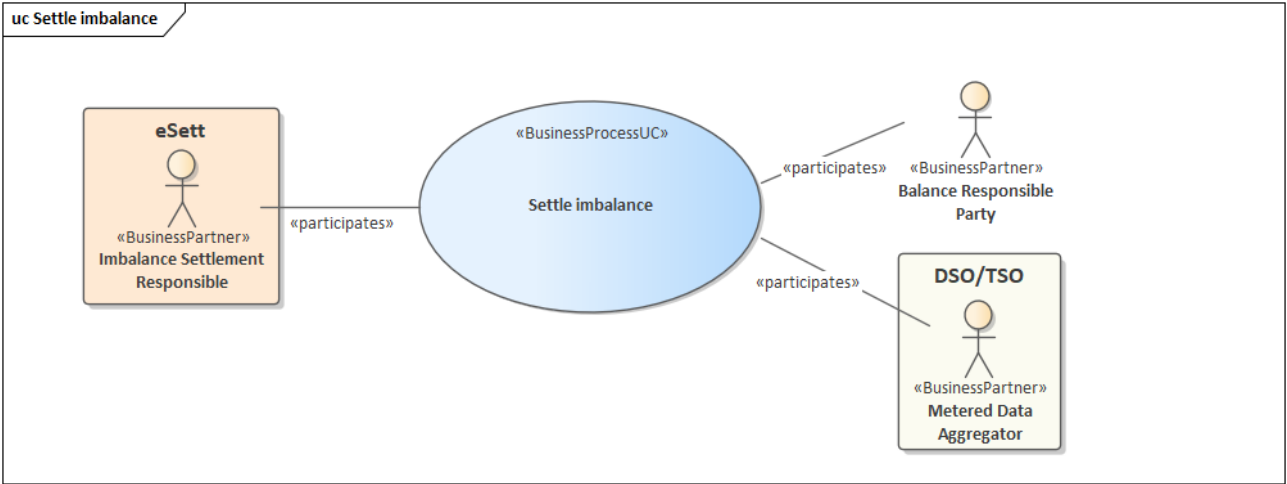 uc Settle imbalance
eSett
«BusinessPartner»
Imbalance Settlement
Responsible
«participates»
«BusinessProcessUC»
Settle imbalance
«participates»
«BusinessPartner»
Balance Responsible
Party
«participates»
DSO/TSO
«BusinessPartner»
Metered Data
Aggregator